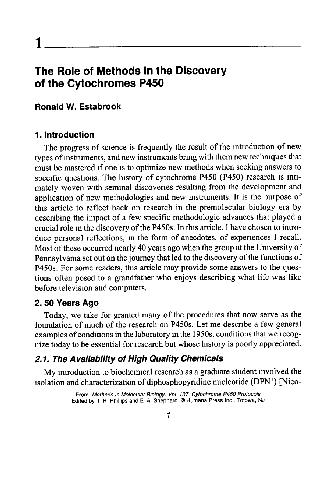 1
The Role of Methods in the Discovery
of the Cytochromes P450
Ronald W. Estabrook
1. Introduction
The progress of science is frequently the result of the introduction of new
types of instruments, and new instruments bring with them new techniques that
must be mastered if one is to optimize new methods when seeking answers to
specific questions. The history of cytochrome P450 (P450) research is inti-
mately woven with seminal discoveries resulting from the development and
application of new methodologies and new instruments. It is the purpose of
this article to reflect back on research in the premolecular biology era by
describing the impact of a few specific methodologic advances that played a
crucial role in the discovery of the P450s. In this article, I have chosen to intro-
duce personal reflections, in the form of anecdotes, of experiences I recall.
Most of these occurred nearly 40 years ago when the group at the University of
Pennsylvania set out on the journey that led to the discovery of the functions of
P450s. For some readers, this article may provide some answers to the ques-
tions often posed to a grandfather who enjoys describing what life was like
before television and computers.
2. 50 Years Ago
Today, we take for granted many of the procedures that now serve as the
foundation of much of the research on P450s. Let me describe a few general
examples of conditions in the laboratory in the 1950s, conditions that we recog-
nize today to be essential for research but whose history is poorly appreciated.
2.1. The Availability of High Quality Chemicals
My introduction to biochemical research as a graduate student involved the
isolation and characterization of diphosphopyridine nucleotide (DPN+) [Nico-
From: Methods in Molecular Biology, Vol. 107, Cytochrome P450 Protocols
Edited by: I. R. Phillips and E. A. Shephard © Humana Press Inc., Totowa, NJ